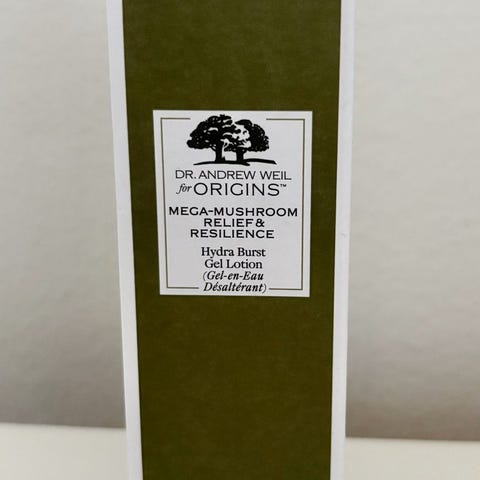 DR. ANDREW WEIL
for ORIGINS™
MEGA-MUSHROOM
RELIEF &
RESILIENCE
Hydra Burst
Gel Lotion
(Gel-en-Eau
Désaltérant)